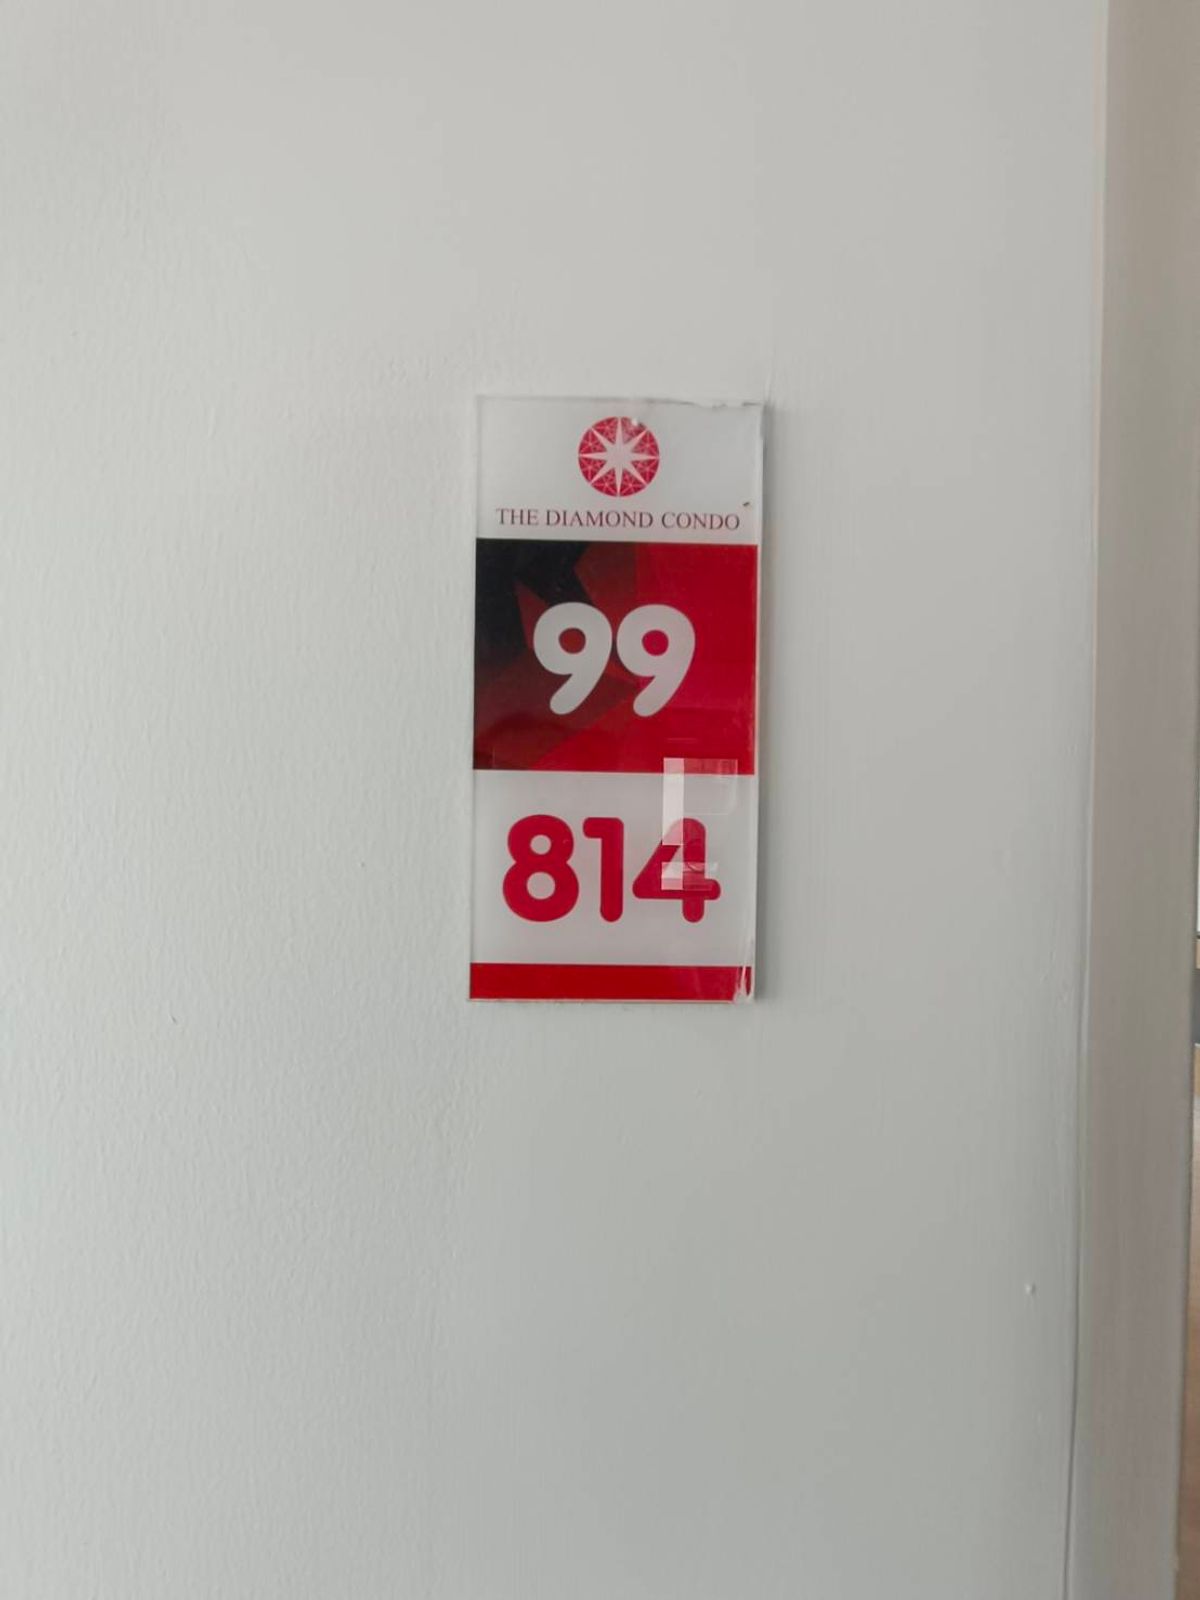 THE DIAMOND CONDO
99
814